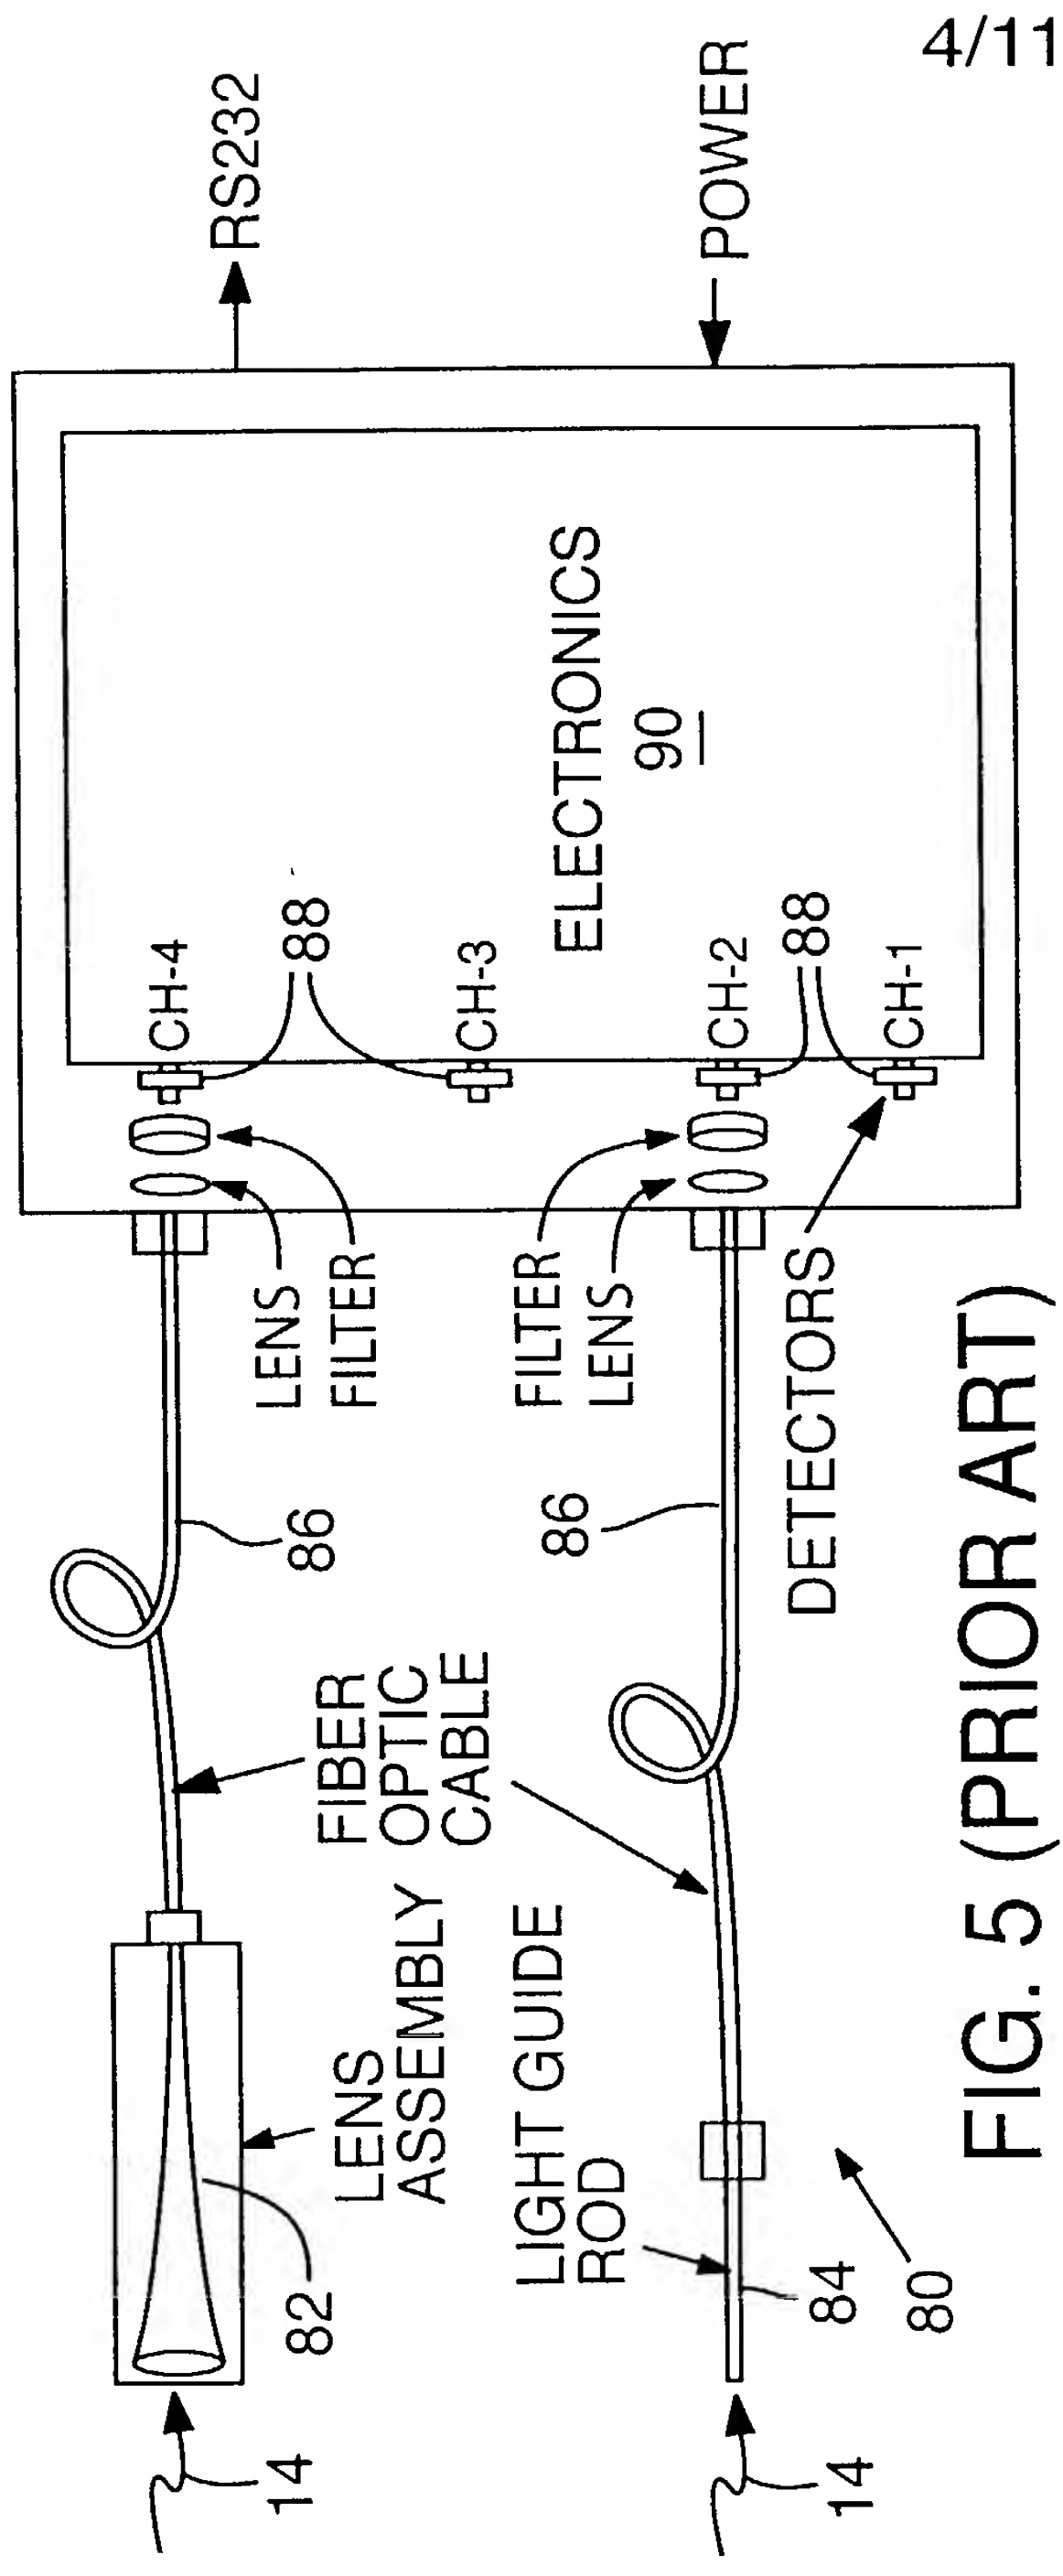 4/11
RS232
POWER
ELECTRONICS
90
CH-4
88
CH-3
CH-2
88
CH-1
LENS
FILTER
FILTER
LENS
DETECTORS
86
86
FIBER
OPTIC
CABLE
LENS
ASSEMBLY
LIGHT GUIDE
ROD
82
84
80
14
14
FIG. 5 (PRIOR ART)